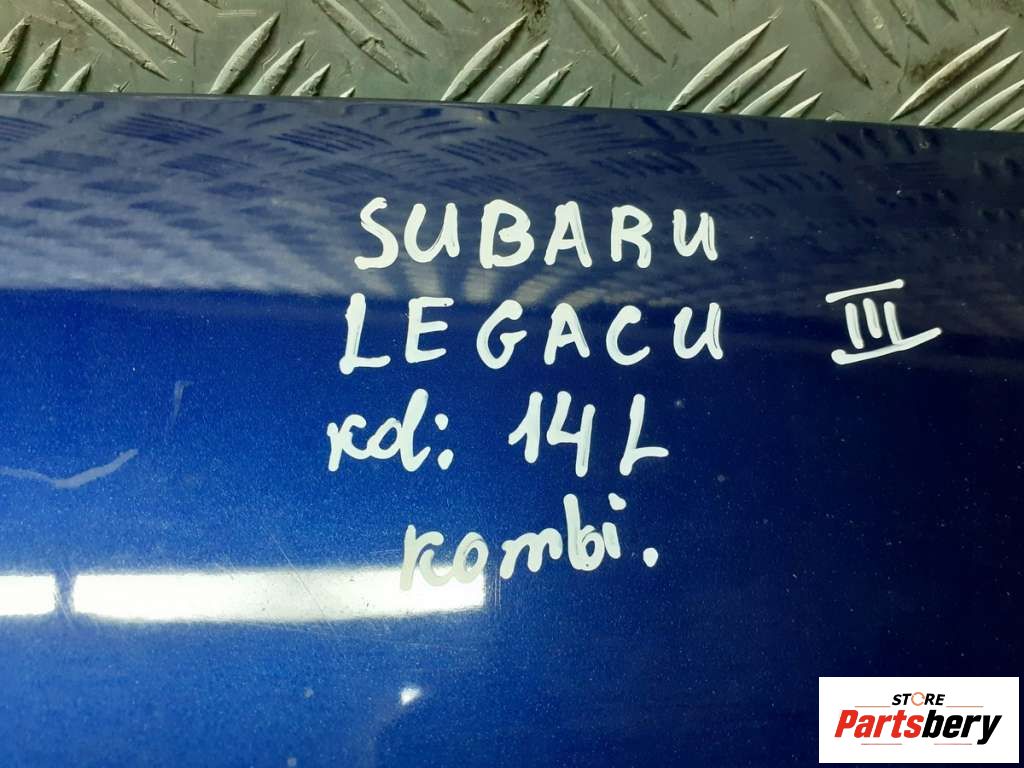 SUBARU
LEGACU III
kol: 14L
kombi.
STORE
Partsbery